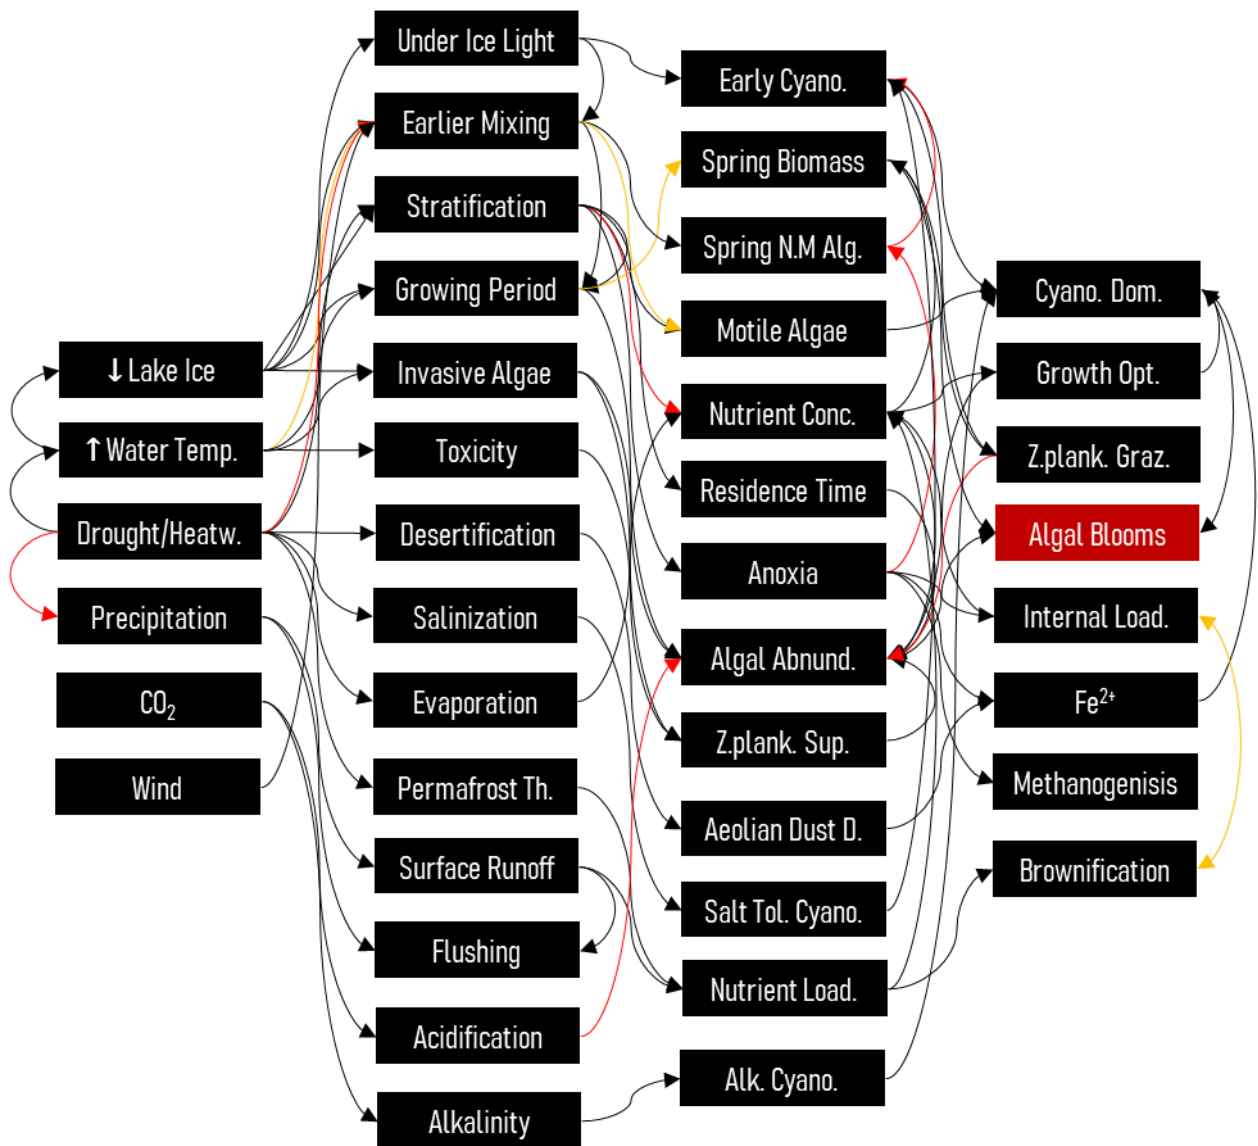 ↓ Lake Ice
↑ Water Temp.
Drought/Heatw.
Precipitation
CO₂
Wind
Under Ice Light
Earlier Mixing
Stratification
Growing Period
Invasive Algae
Toxicity
Desertification
Salinization
Evaporation
Permafrost Th.
Surface Runoff
Flushing
Acidification
Alkalinity
Early Cyano.
Spring Biomass
Spring N.M Alg.
Motile Algae
Nutrient Conc.
Residence Time
Anoxia
Algal Abnund.
Z.plank. Sup.
Aeolian Dust D.
Salt Tol. Cyano.
Nutrient Load.
Alk. Cyano.
Cyano. Dom.
Growth Opt.
Z.plank. Graz.
Algal Blooms
Internal Load.
Fe²⁺
Methanogenisis
Brownification